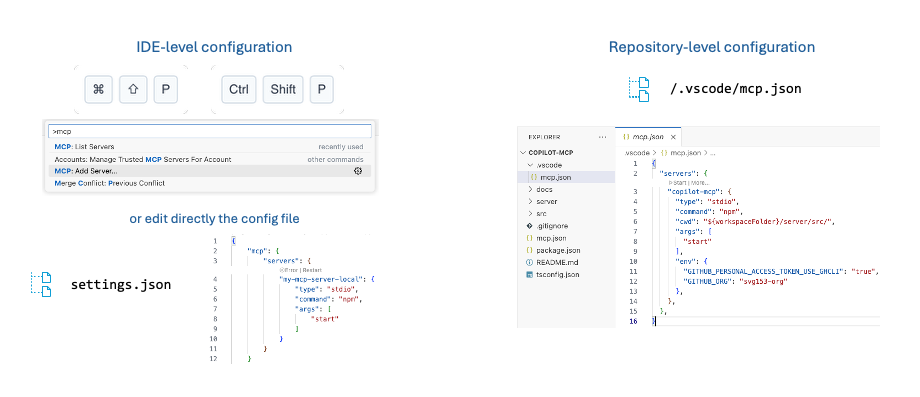 IDE-level configuration
⌘ ⇧ P
Ctrl Shift P
>mcp
MCP: List Servers recently used
Accounts: Manage Trusted MCP Servers For Account other commands
MCP: Add Server...
Merge Conflict: Previous Conflict
or edit directly the config file
settings.json
1 {
2 "mcp": {
3 "servers": {
Error | Restart
4 "my-mcp-server-local": {
5 "type": "stdio",
6 "command": "npm",
7 "args": [
8 "start"
9 ]
10 }
11 }
12 }
Repository-level configuration
/.vscode/mcp.json
EXPLORER ...
COPILOT-MCP
.vscode
{} mcp.json
docs
server
src
.gitignore
{} mcp.json
{} package.json
README.md
tsconfig.json
{} mcp.json ×
.vscode > {} mcp.json > ...
1 {
2 "servers": {
Start | More...
3 "copilot-mcp": {
4 "type": "stdio",
5 "command": "npm",
6 "cwd": "${workspaceFolder}/server/src/",
7 "args": [
8 "start"
9 ],
10 "env": {
11 "GITHUB_PERSONAL_ACCESS_TOKEN_USE_GHCLI": "true",
12 "GITHUB_ORG": "svg153-org"
13 },
14 },
15 },
16 }